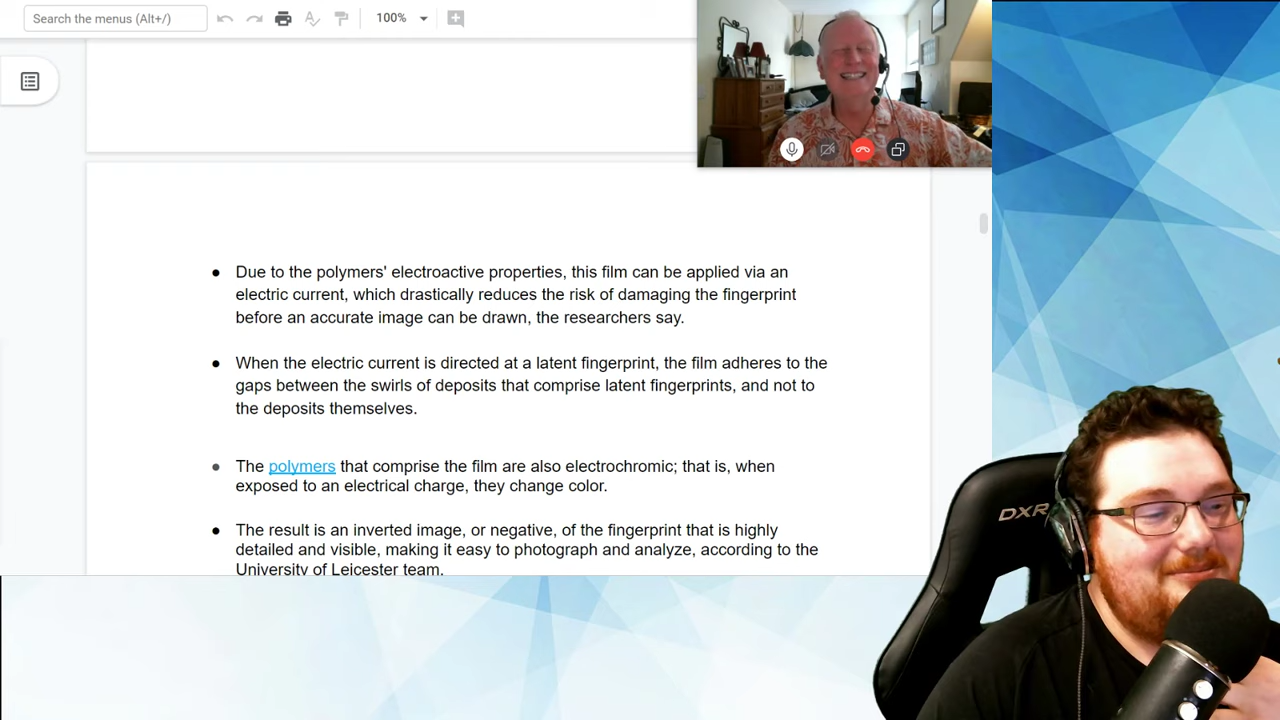 Search the menus (Alt+/)
100%
Due to the polymers' electroactive properties, this film can be applied via an
electric current, which drastically reduces the risk of damaging the fingerprint
before an accurate image can be drawn, the researchers say.
When the electric current is directed at a latent fingerprint, the film adheres to the
gaps between the swirls of deposits that comprise latent fingerprints, and not to
the deposits themselves.
The polymers that comprise the film are also electrochromic; that is, when
exposed to an electrical charge, they change color.
The result is an inverted image, or negative, of the fingerprint that is highly
detailed and visible, making it easy to photograph and analyze, according to the
University of Leicester team.
DXR